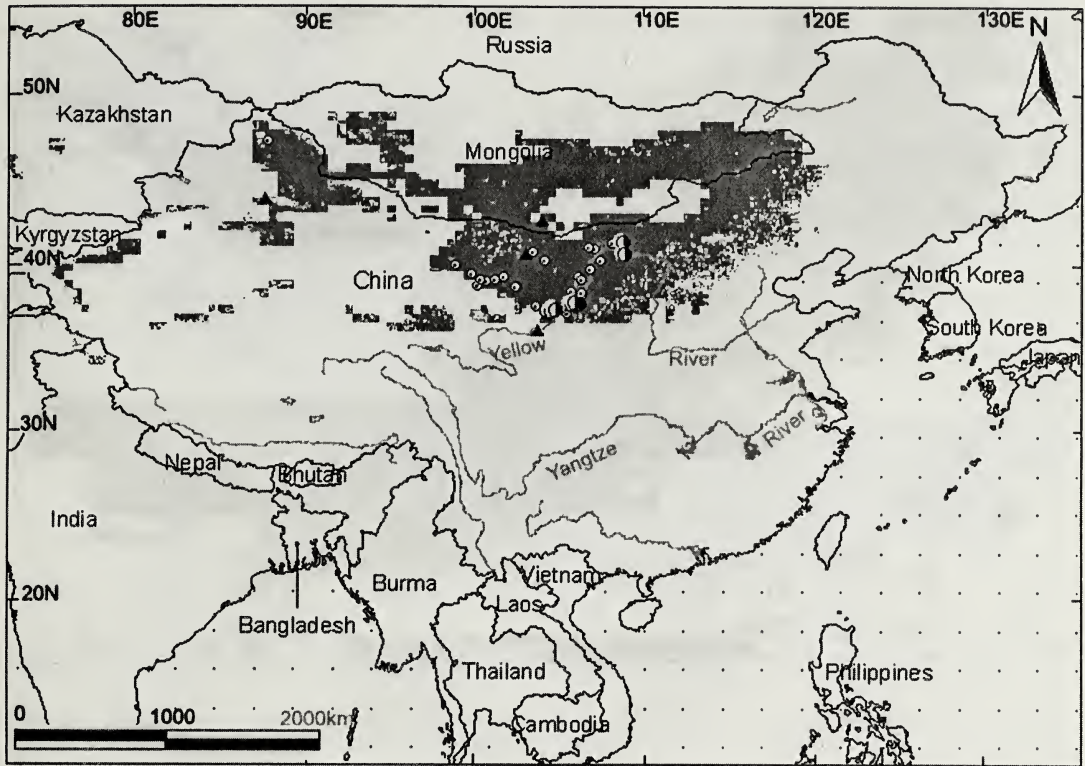 80E 90E 100E 110E 120E 130E
N
Russia
50N
Kazakhstan
Mongolia
Kyrgyzstan
40N
China
North Korea
South Korea
Japan
Yellow
River
30N
Nepal
Bhutan
Yangtze
River
India
Burma
Vietnam
Laos
20N
Bangladesh
Thailand
Philippines
Cambodia
0 1000 2000km